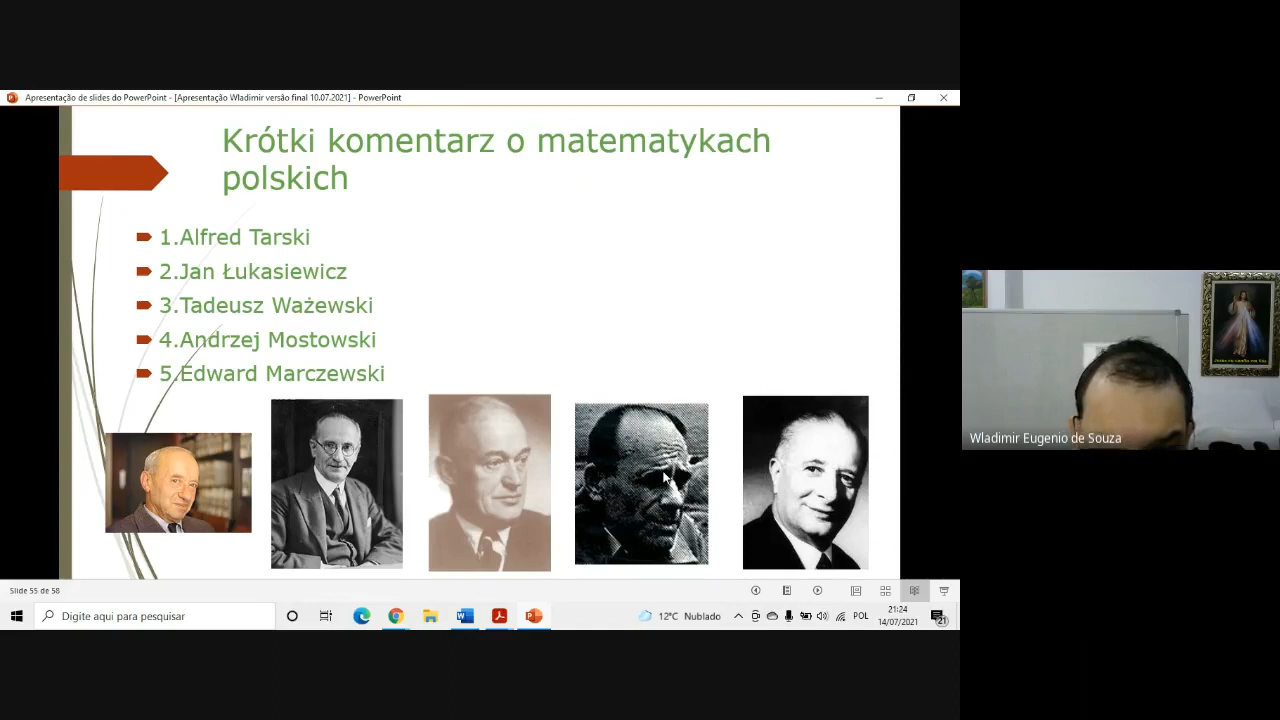 Apresentação de slides do PowerPoint - [Apresentação Wladimir versão final 10.07.2021] - PowerPoint
Krótki komentarz o matematykach
polskich
1.Alfred Tarski
2.Jan Łukasiewicz
3.Tadeusz Ważewski
4.Andrzej Mostowski
5.Edward Marczewski
Wladimir Eugenio de Souza
Slide 55 de 58
Digite aqui para pesquisar
12°C Nublado
POL
21:24
14/07/2021
21